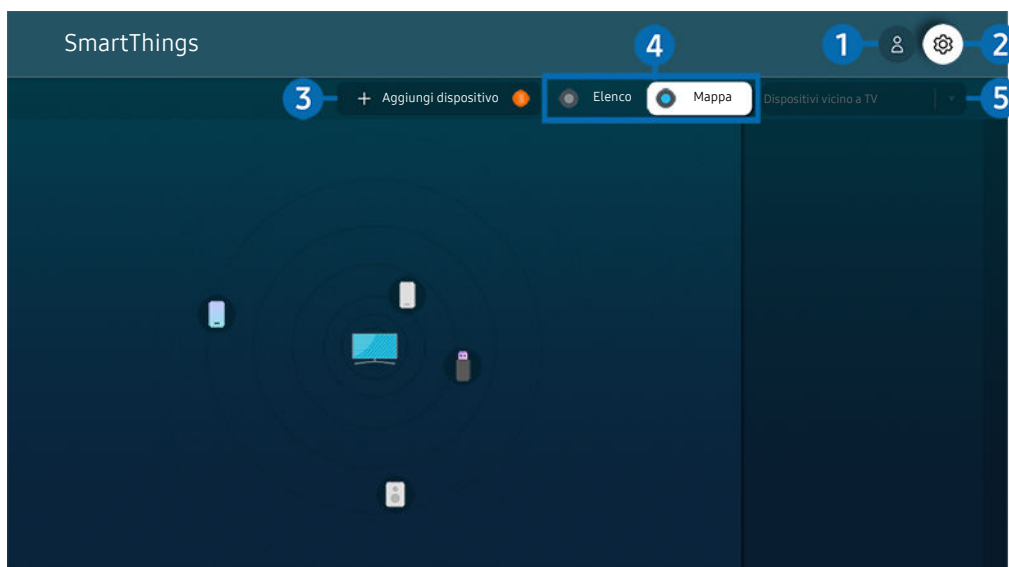 SmartThings
4
1
2
3
+ Aggiungi dispositivo
Elenco
Mappa
Dispositivi vicino a TV
5